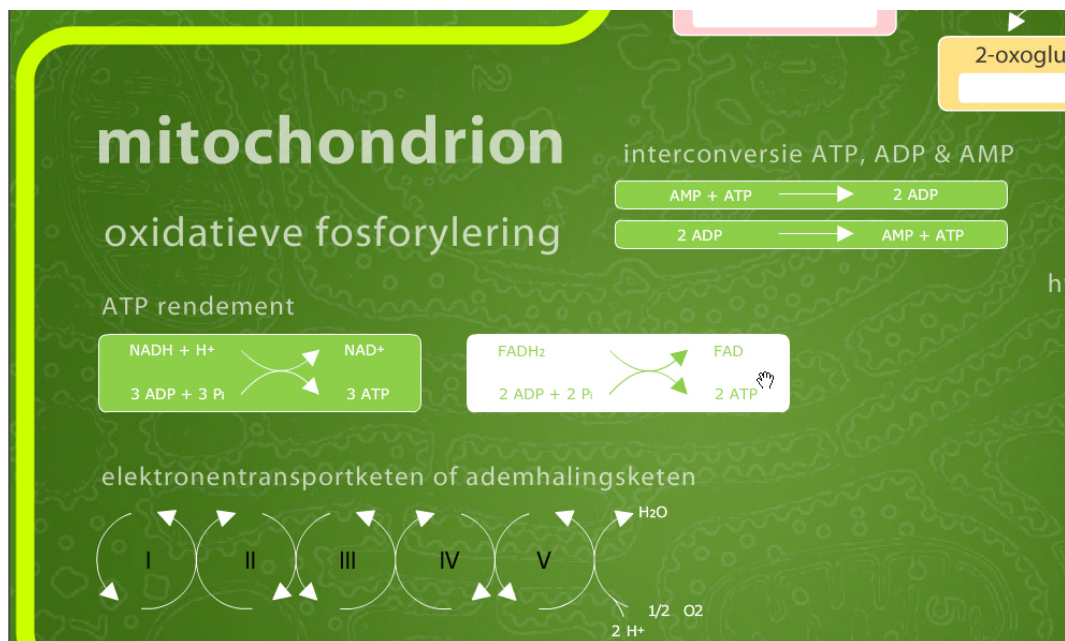 2-oxoglu
mitochondrion
interconversie ATP, ADP & AMP
AMP + ATP 2 ADP
2 ADP AMP + ATP
oxidatieve fosforylering
h
ATP rendement
NADH + H+ NAD+
3 ADP + 3 Pi 3 ATP
FADH2 FAD
2 ADP + 2 Pi 2 ATP
elektronentransportketen of ademhalingsketen
H2O
I II III IV V
1/2 O2
2 H+